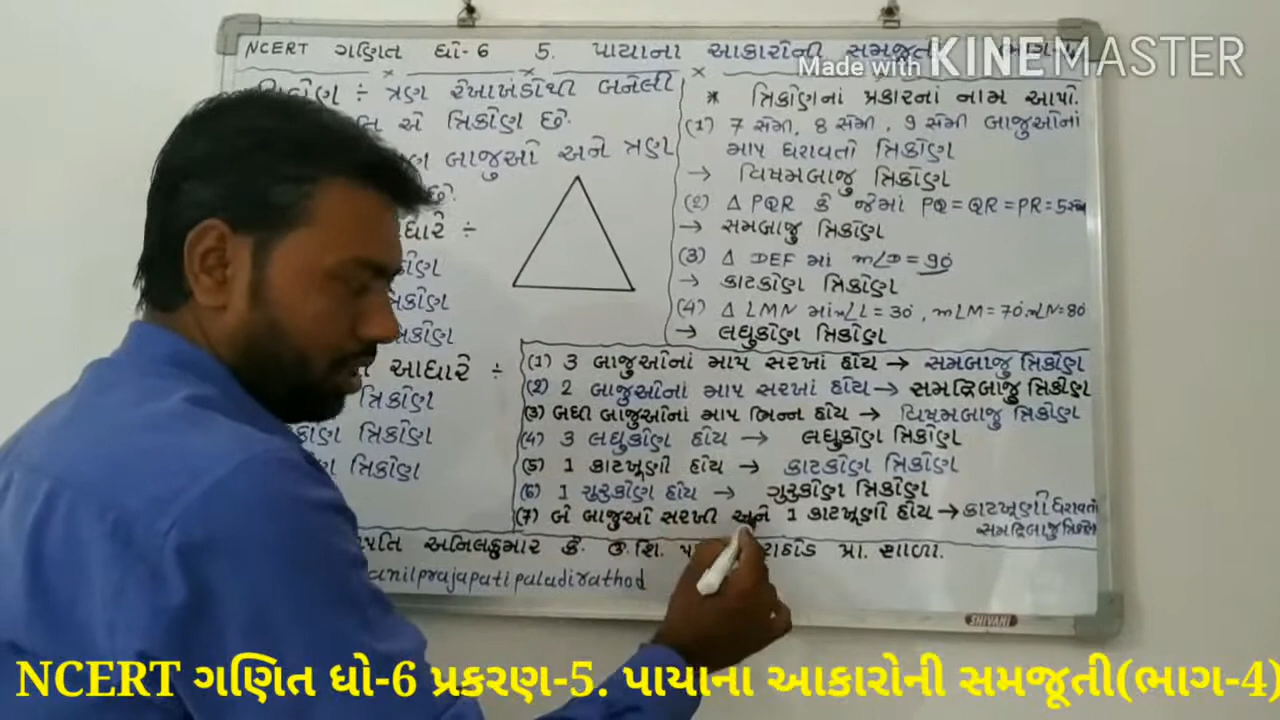 NCERT ગણિત ધો-6 5. પાયાના આકારોની સમજૂતી
Made with KINEMASTER
ત્રિકોણ ÷ ત્રણ રેખાખંડોથી બનેલી
એ ત્રિકોણ છે.
બાજુઓ અને ત્રણ
છે.
આધારે ÷
ત્રિકોણ
ત્રિકોણ
આધારે ÷
ત્રિકોણ
ત્રિકોણ
ત્રિકોણ
* ત્રિકોણનાં પ્રકારનાં નામ આપો.
(1) 7 સેમી, 8 સેમી, 9 સેમી બાજુઓનાં
માપ ધરાવતો ત્રિકોણ
→ વિષમબાજુ ત્રિકોણ
(2) Δ PQR કે જેમાં PQ = QR = PR = 5સેમી
→ સમબાજુ ત્રિકોણ
(3) Δ DEF માં m∠D = 90°
→ કાટકોણ ત્રિકોણ
(4) Δ LMN માં m∠L = 30°, m∠M = 70° m∠N = 80°
→ લઘુકોણ ત્રિકોણ
(1) 3 બાજુઓનાં માપ સરખાં હોય → સમબાજુ ત્રિકોણ
(2) 2 બાજુઓનાં માપ સરખાં હોય → સમદ્વિબાજુ ત્રિકોણ
(3) બધી બાજુઓનાં માપ ભિન્ન હોય → વિષમબાજુ ત્રિકોણ
(4) 3 લઘુકોણ હોય → લઘુકોણ ત્રિકોણ
(5) 1 કાટખૂણો હોય → કાટકોણ ત્રિકોણ
(6) 1 ગુરુકોણ હોય → ગુરુકોણ ત્રિકોણ
(7) બે બાજુઓ સરખી અને 1 કાટખૂણો હોય → કાટખૂણો ધરાવતો
સમદ્વિબાજુ ત્રિકોણ
અનિલકુમાર કે. ઉ.શિ. પ્રા. શાળા.
anilprajapatipaladirathod
SHIVANI
NCERT ગણિત ધો-6 પ્રકરણ-5. પાયાના આકારોની સમજૂતી(ભાગ-4)